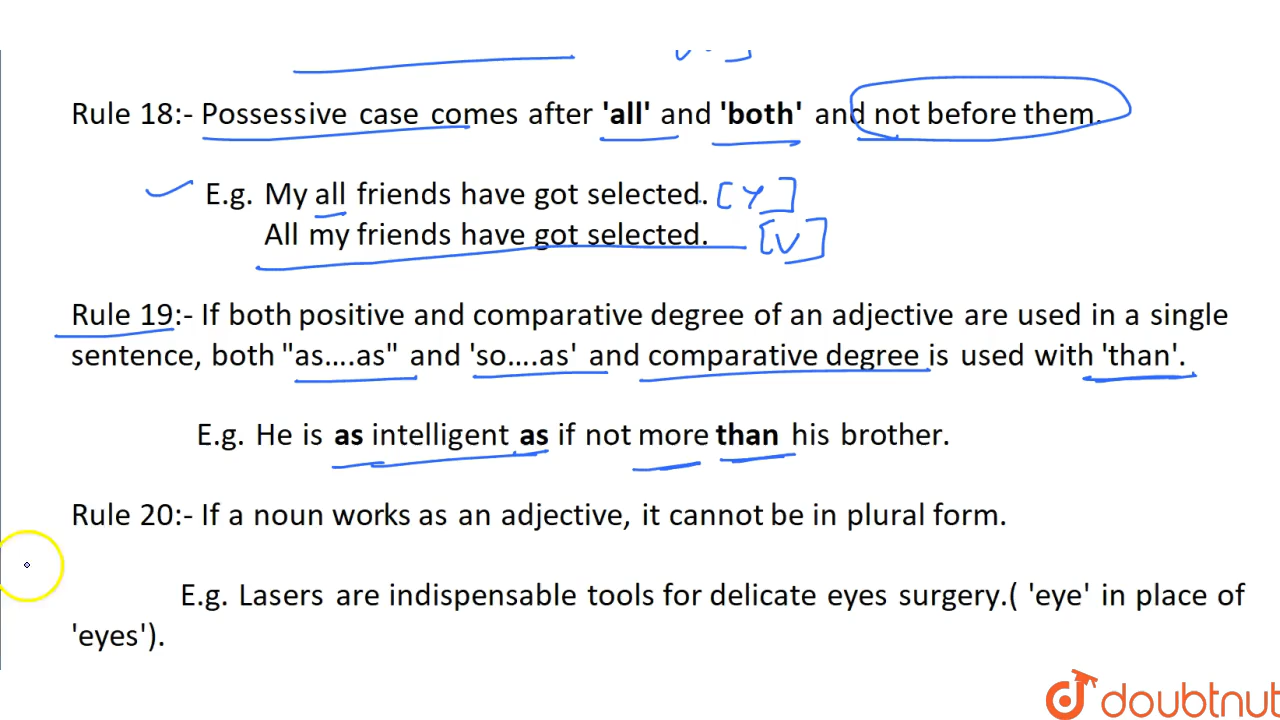 Rule 18:- Possessive case comes after 'all' and 'both' and not before them.
E.g. My all friends have got selected.
All my friends have got selected.
Rule 19:- If both positive and comparative degree of an adjective are used in a single
sentence, both "as....as" and 'so....as' and comparative degree is used with 'than'.
E.g. He is as intelligent as if not more than his brother.
Rule 20:- If a noun works as an adjective, it cannot be in plural form.
E.g. Lasers are indispensable tools for delicate eyes surgery.( 'eye' in place of
'eyes').
doubtnut